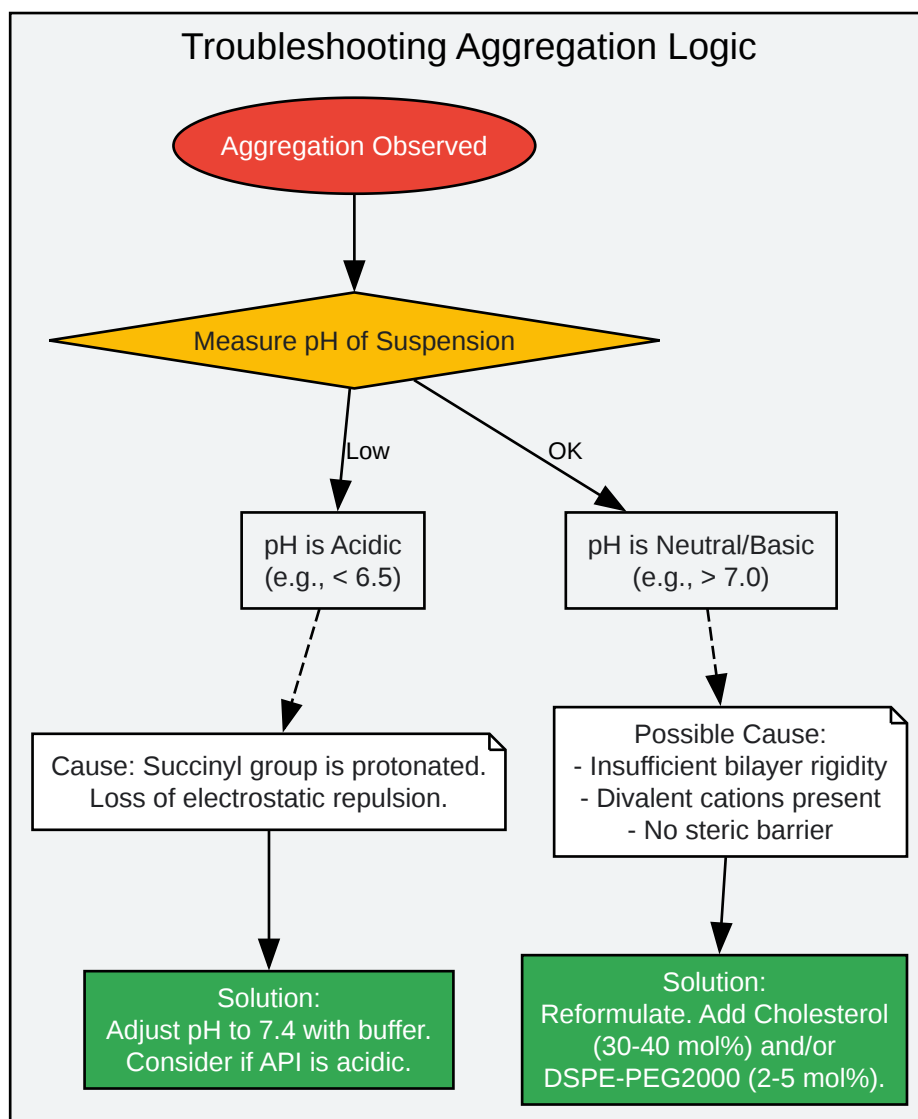 Troubleshooting Aggregation Logic
Aggregation Observed
Measure pH of Suspension
Low
OK
pH is Acidic
(e.g., < 6.5)
pH is Neutral/Basic
(e.g., > 7.0)
Cause: Succinyl group is protonated.
Loss of electrostatic repulsion.
Possible Cause:
- Insufficient bilayer rigidity
- Divalent cations present
- No steric barrier
Solution:
Adjust pH to 7.4 with buffer.
Consider if API is acidic.
Solution:
Reformulate. Add Cholesterol
(30-40 mol%) and/or
DSPE-PEG2000 (2-5 mol%).